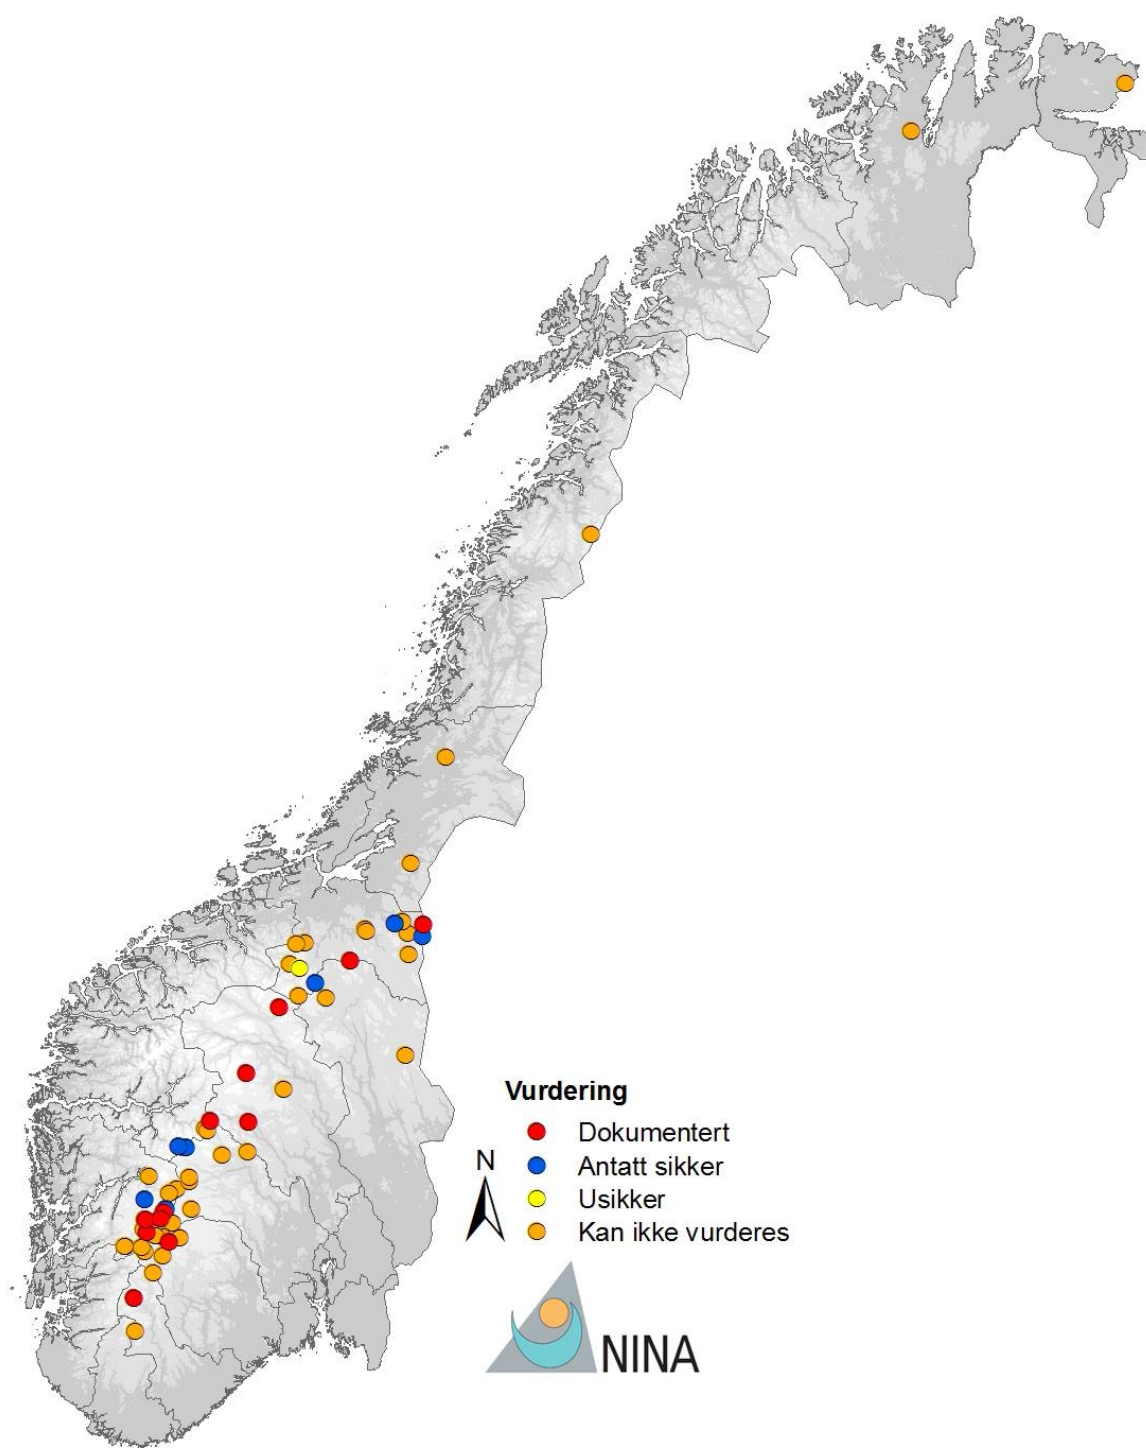 Vurdering
Dokumentert
Antatt sikker
Usikker
Kan ikke vurderes
N
NINA